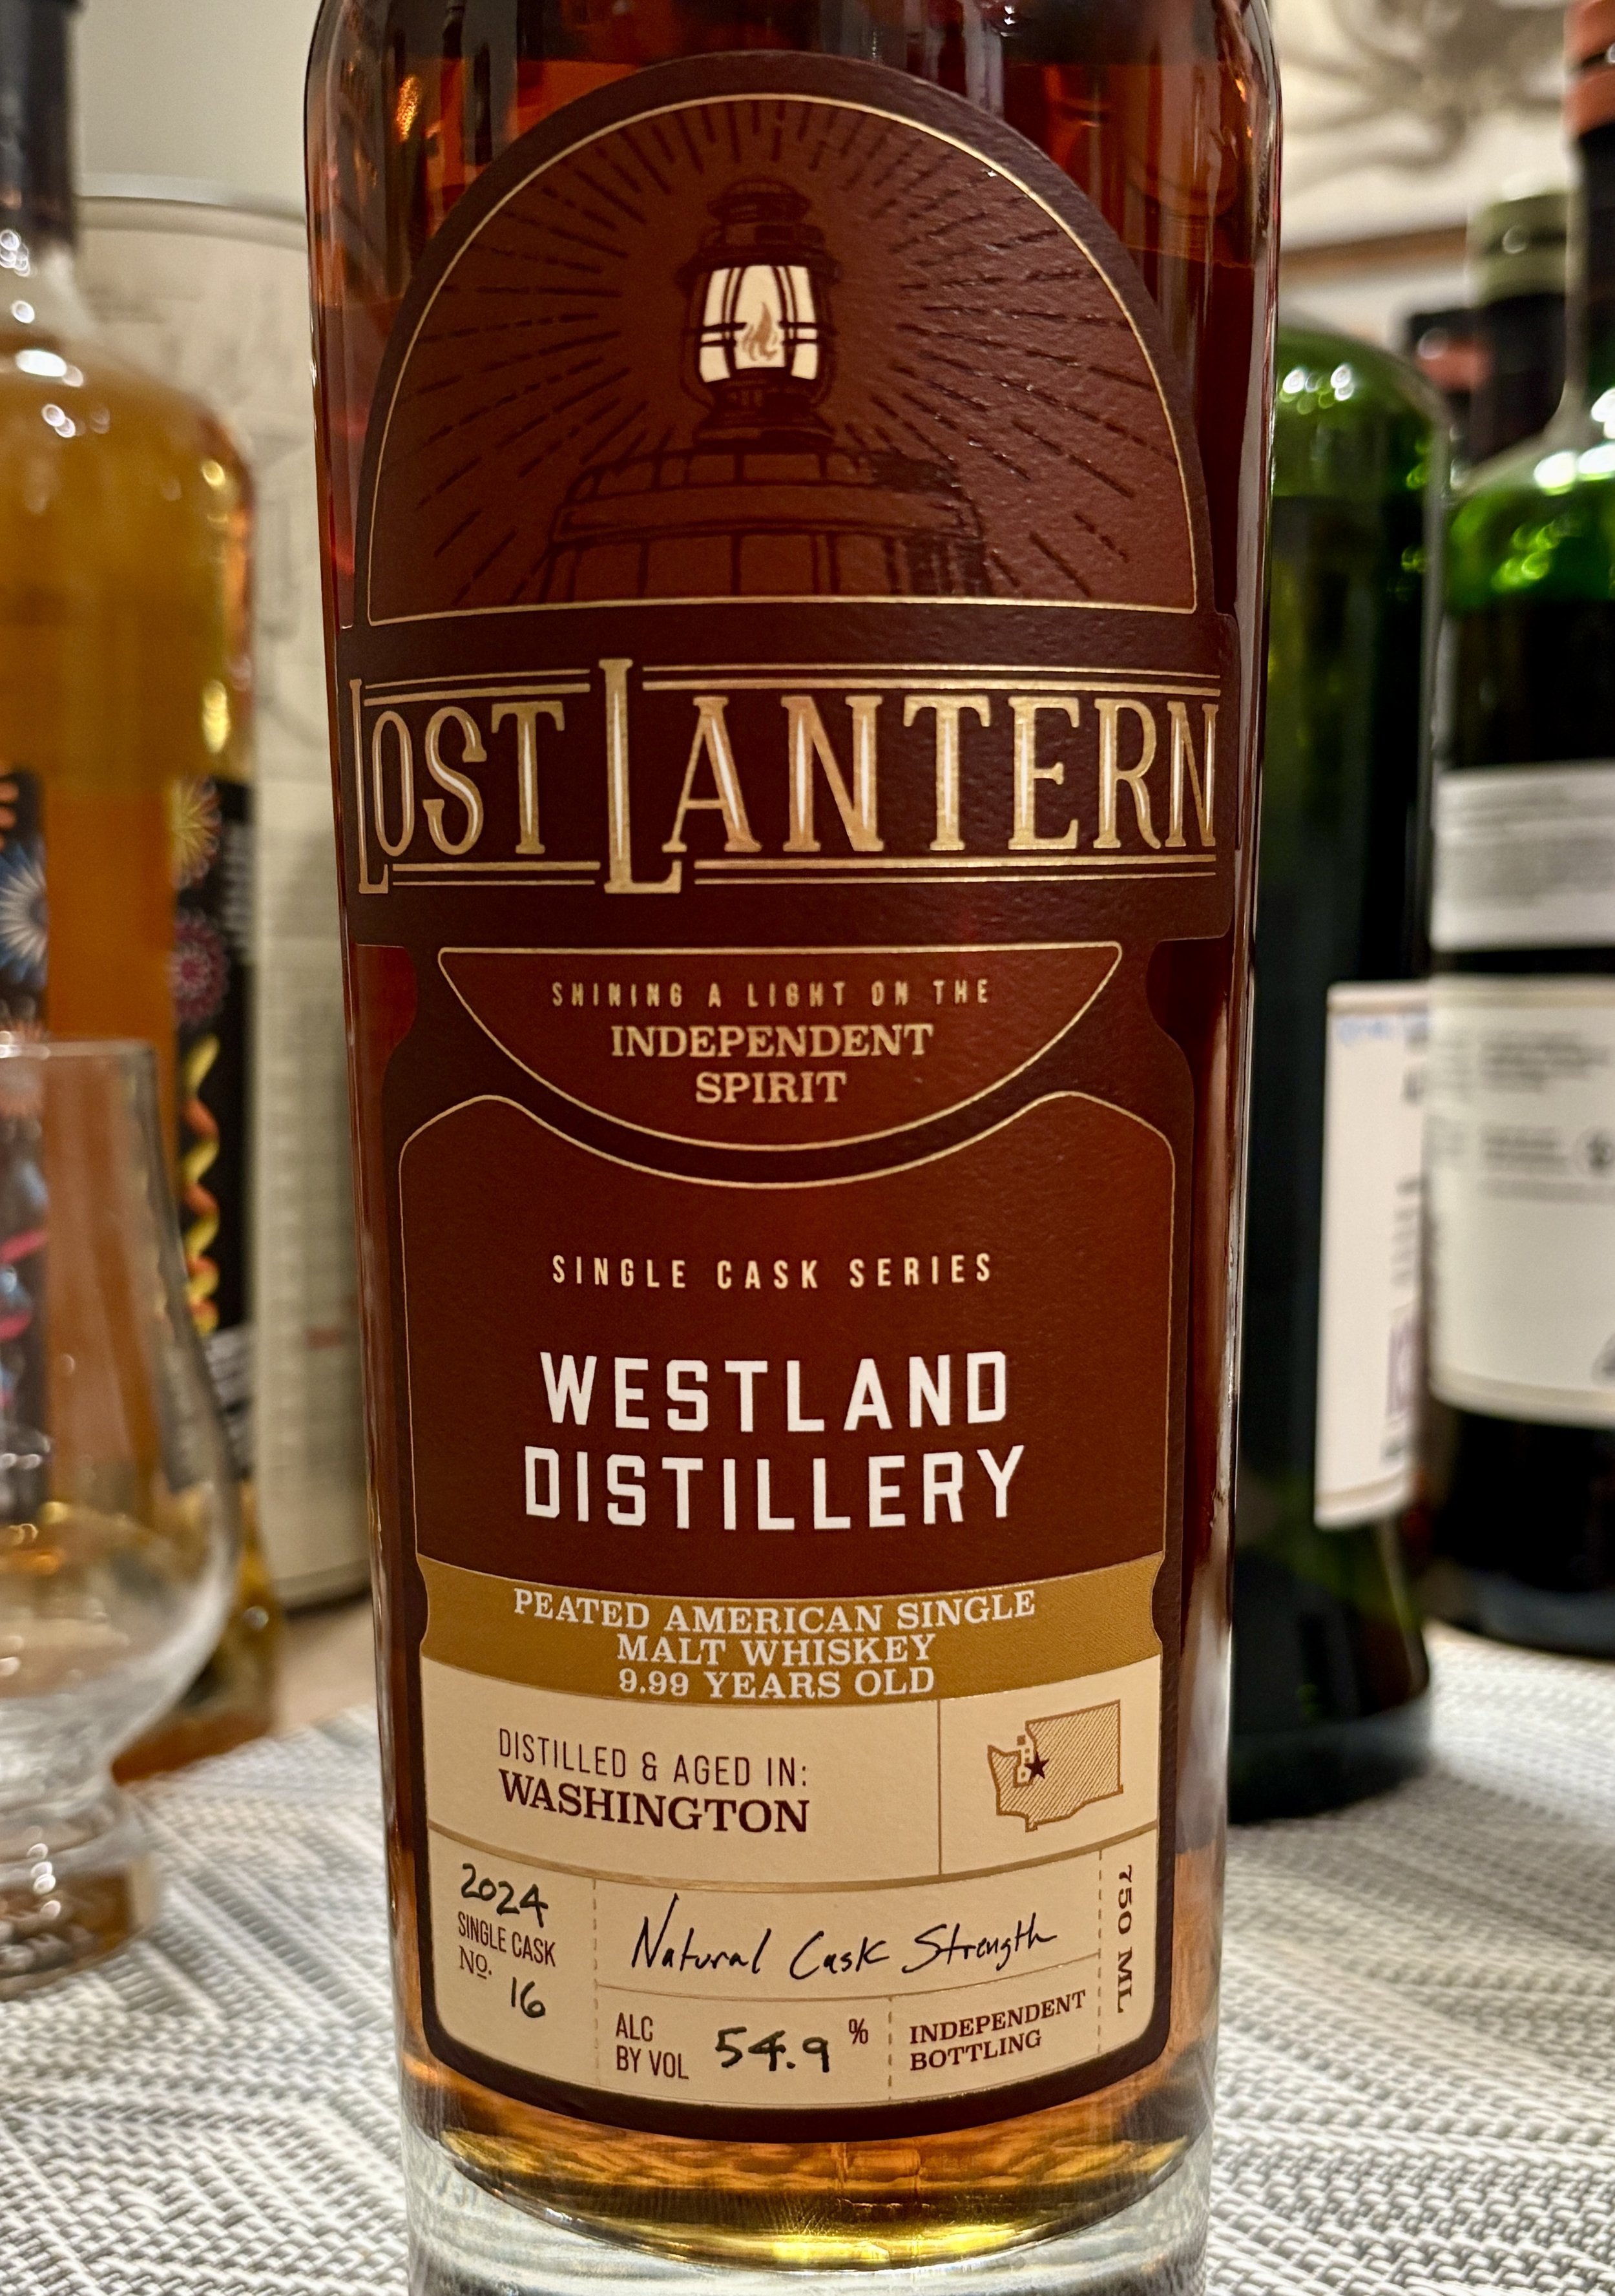 LOST LANTERN
SHINING A LIGHT ON THE
INDEPENDENT
SPIRIT
SINGLE CASK SERIES
WESTLAND
DISTILLERY
PEATED AMERICAN SINGLE
MALT WHISKEY
9.99 YEARS OLD
DISTILLED & AGED IN:
WASHINGTON
2024
SINGLE CASK
No. 16
Natural Cask Strength
ALC
BY VOL 54.9 %
INDEPENDENT
BOTTLING
750 ML